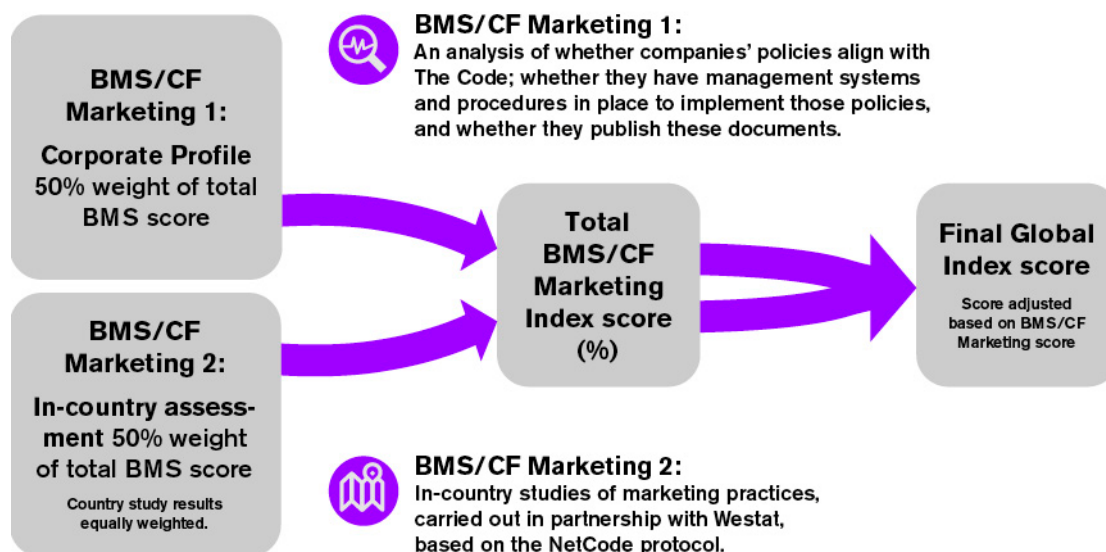 BMS/CF
Marketing 1:
Corporate Profile
50% weight of total
BMS score
BMS/CF Marketing 1:
An analysis of whether companies’ policies align with
The Code; whether they have management systems
and procedures in place to implement those policies,
and whether they publish these documents.
BMS/CF
Marketing 2:
In-country assess-
ment 50% weight
of total BMS score
Country study results
equally weighted.
Total
BMS/CF
Marketing
Index score
(%)
Final Global
Index score
Score adjusted
based on BMS/CF
Marketing score
BMS/CF Marketing 2:
In-country studies of marketing practices,
carried out in partnership with Westat,
based on the NetCode protocol.